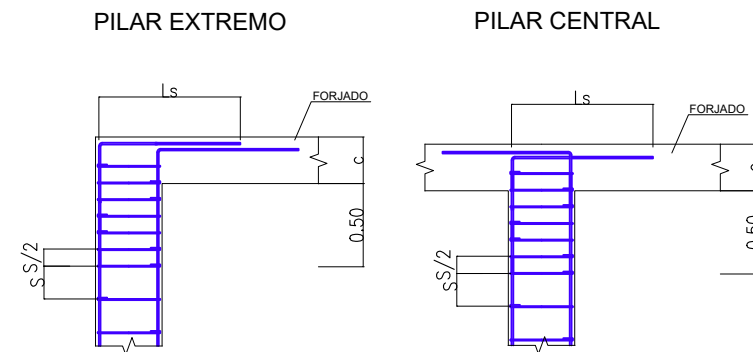 PILAR EXTREMO
PILAR CENTRAL
Ls
FORJADO
c
0.50
S/2
S
Ls
FORJADO
0.50
S/2
S